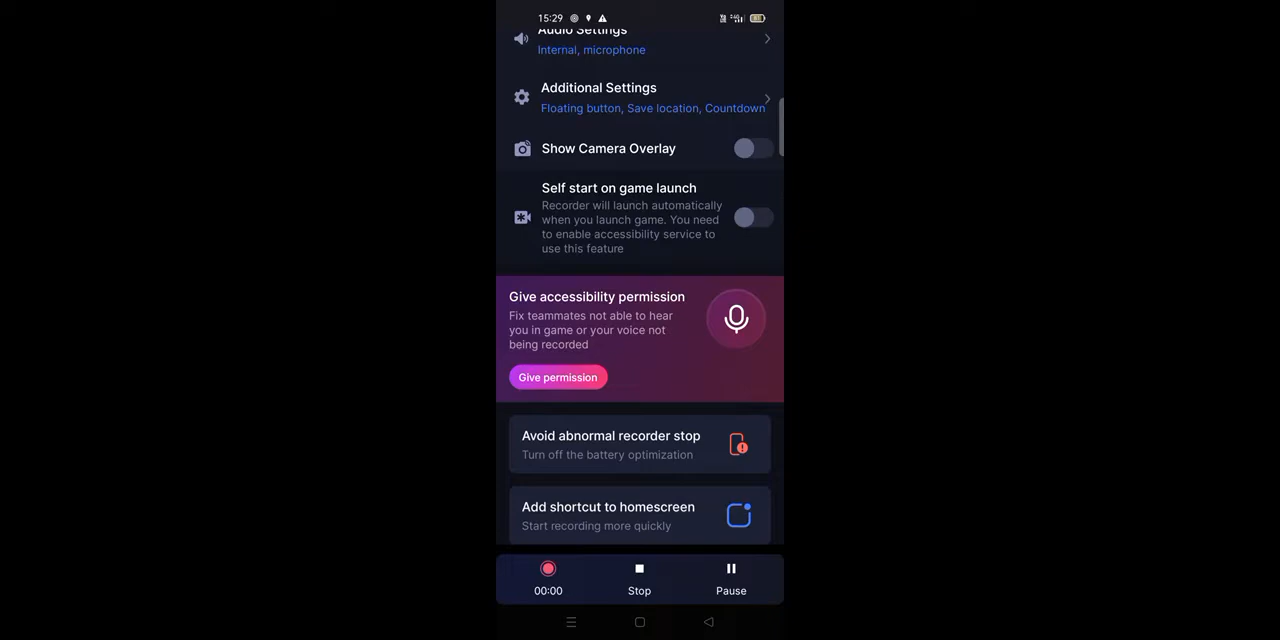 15:29
Audio Settings
Internal, microphone
Additional Settings
Floating button, Save location, Countdown
Show Camera Overlay
Self start on game launch
Recorder will launch automatically
when you launch game. You need
to enable accessibility service to
use this feature
Give accessibility permission
Fix teammates not able to hear
you in game or your voice not
being recorded
Give permission
Avoid abnormal recorder stop
Turn off the battery optimization
Add shortcut to homescreen
Start recording more quickly
00:00
Stop
Pause